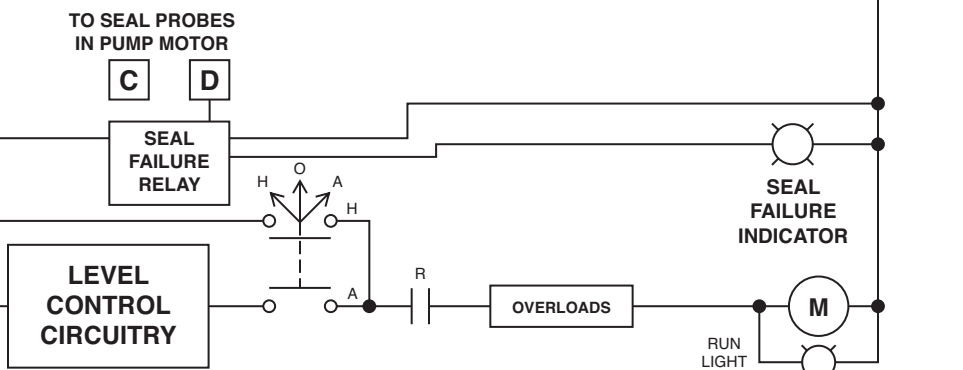 TO SEAL PROBES
IN PUMP MOTOR
C
D
SEAL
FAILURE
RELAY
H
O
A
H
SEAL
FAILURE
INDICATOR
LEVEL
CONTROL
CIRCUITRY
A
R
OVERLOADS
M
RUN
LIGHT